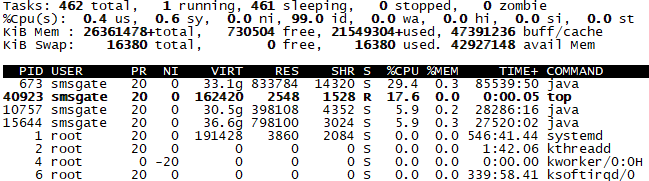 Tasks: 462 total, 1 running, 461 sleeping, 0 stopped, 0 zombie
%Cpu(s): 0.4 us, 0.6 sy, 0.0 ni, 99.0 id, 0.0 wa, 0.0 hi, 0.0 si, 0.0 st
KiB Mem : 26361478+total, 730504 free, 21549304+used, 47391236 buff/cache
KiB Swap: 16380 total, 0 free, 16380 used. 42927148 avail Mem
PID USER PR NI VIRT RES SHR S %CPU %MEM TIME+ COMMAND
673 smsgate 20 0 33.1g 833784 14320 S 29.4 0.3 85539:50 java
40923 smsgate 20 0 162420 2548 1528 R 17.6 0.0 0:00.05 top
10757 smsgate 20 0 30.5g 398108 4352 S 5.9 0.2 28286:16 java
15644 smsgate 20 0 36.6g 798100 3024 S 5.9 0.3 27520:02 java
1 root 20 0 191428 3860 2084 S 0.0 0.0 546:41.44 systemd
2 root 20 0 0 0 0 S 0.0 0.0 1:42.06 kthreadd
4 root 0 -20 0 0 0 S 0.0 0.0 0:00.00 kworker/0:0H
6 root 20 0 0 0 0 S 0.0 0.0 339:58.41 ksoftirqd/0